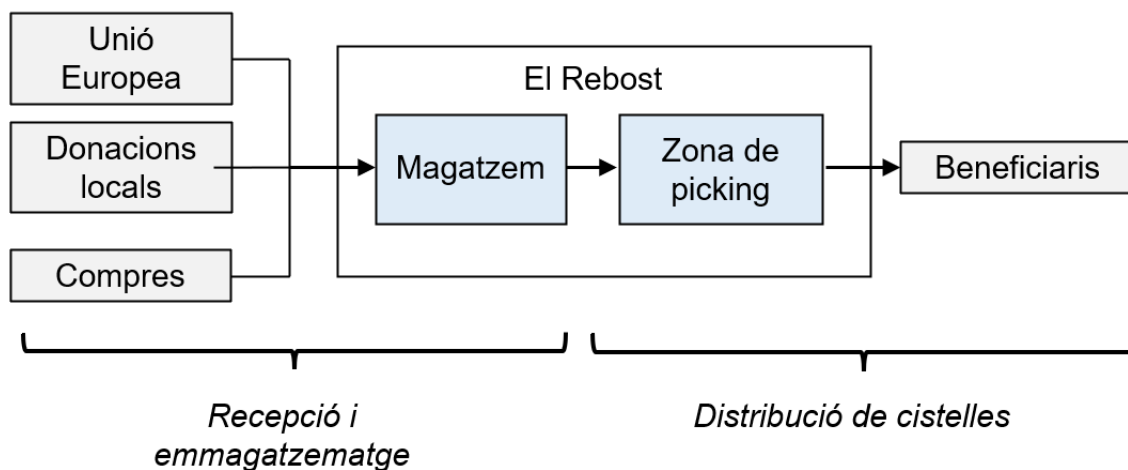 Unió
Europea
Donacions
locals
Compres
El Rebost
Magatzem
Zona de
picking
Beneficiaris
Recepció i
emmagatzematge
Distribució de cistelles